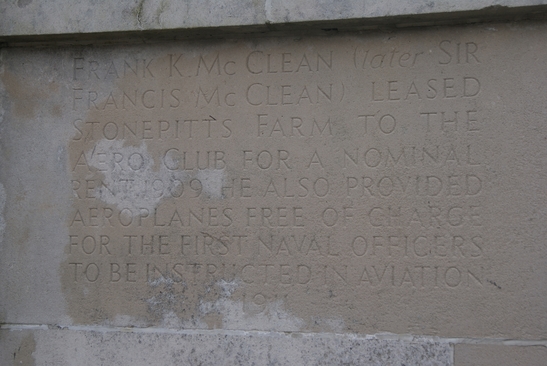 FRANK K. McCLEAN (later SIR
FRANCIS McCLEAN) LEASED
STONEPITTS FARM TO THE
AERO CLUB FOR A NOMINAL
RENT 1909. HE ALSO PROVIDED
AEROPLANES FREE OF CHARGE
FOR THE FIRST NAVAL OFFICERS
TO BE INSTRUCTED IN AVIATION